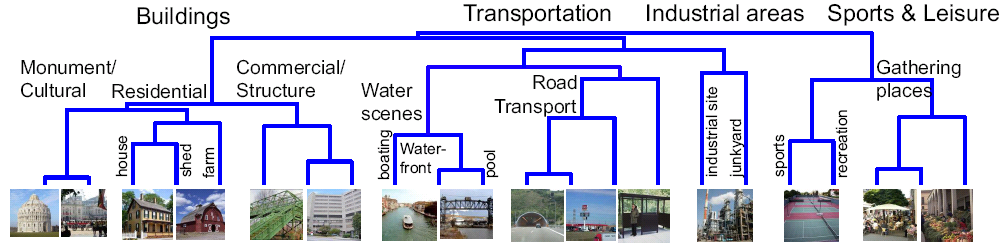 Buildings
Transportation
Industrial areas
Sports & Leisure
Monument/
Cultural
Residential
Commercial/
Structure
Water
scenes
Road
Transport
Gathering
places
house
shed
farm
boating
Water-
front
pool
industrial site
junkyard
sports
recreation